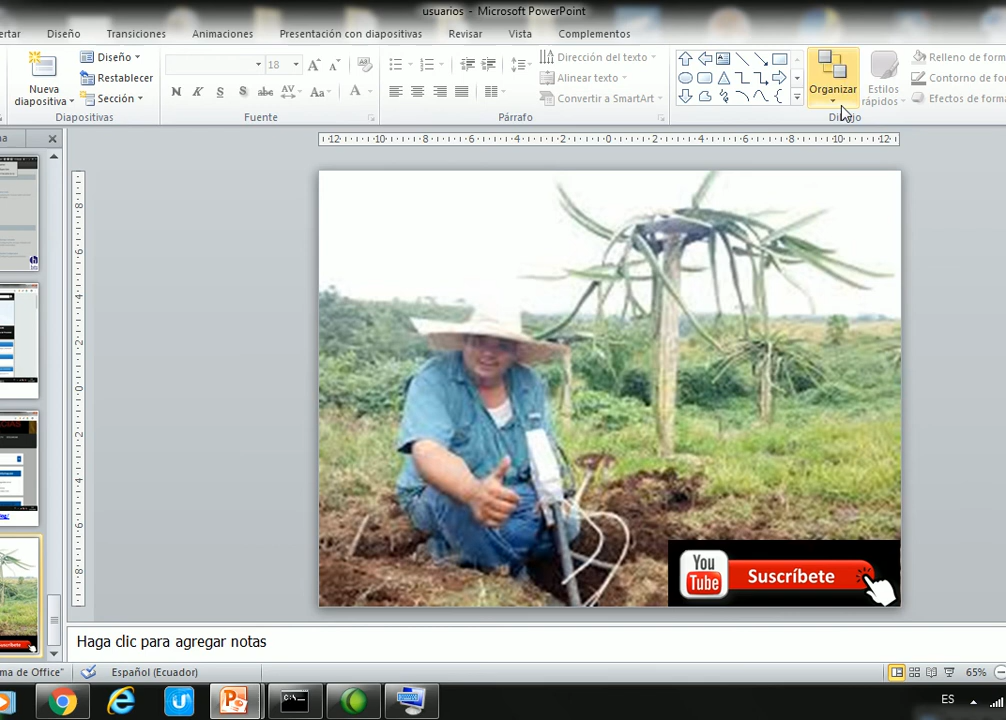 usuarios - Microsoft PowerPoint
ertar Diseño Transiciones Animaciones Presentación con diapositivas Revisar Vista Complementos
Nueva diapositiva
Diseño
Restablecer
Sección
Diapositivas
18
N K S abc AV Aa A
Fuente
Dirección del texto
Alinear texto
Convertir a SmartArt
Párrafo
Organizar
Estilos rápidos
Relleno de form
Contorno de fo
Efectos de forma
Dibujo
You Tube
Suscríbete
Haga clic para agregar notas
ma de Office"
Español (Ecuador)
65%
ES